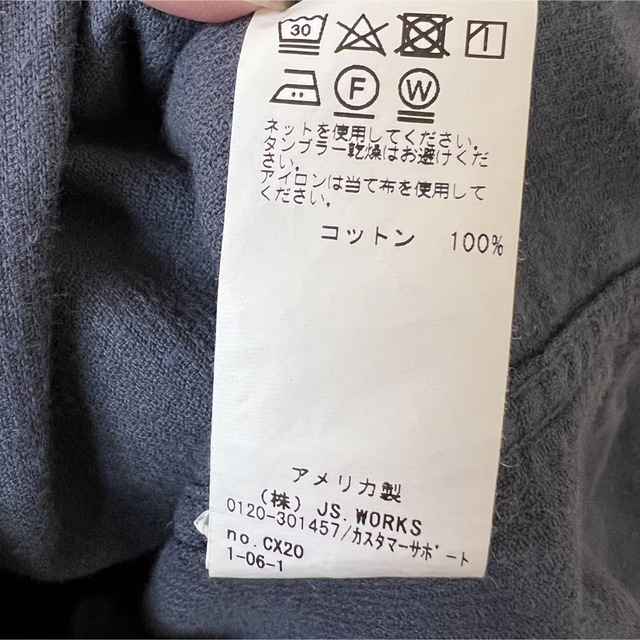 30
F W
ネットを使用してください。
タンブラー乾燥はお避けくだ
さい。
アイロンは当て布を使用して
ください。
コットン 100%
アメリカ製
(株) JS.WORKS
0120-301457/カスタマーサポート
no.CX20
1-06-1